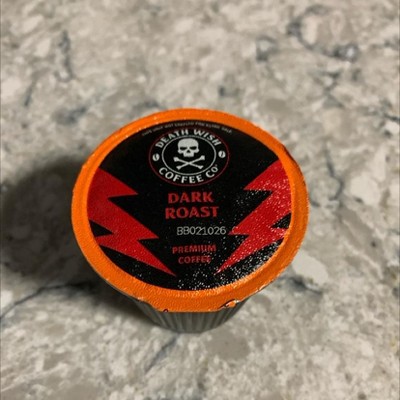 DEATH WISH
COFFEE CO
DARK
ROAST
BB021026 C
PREMIUM
COFFEE